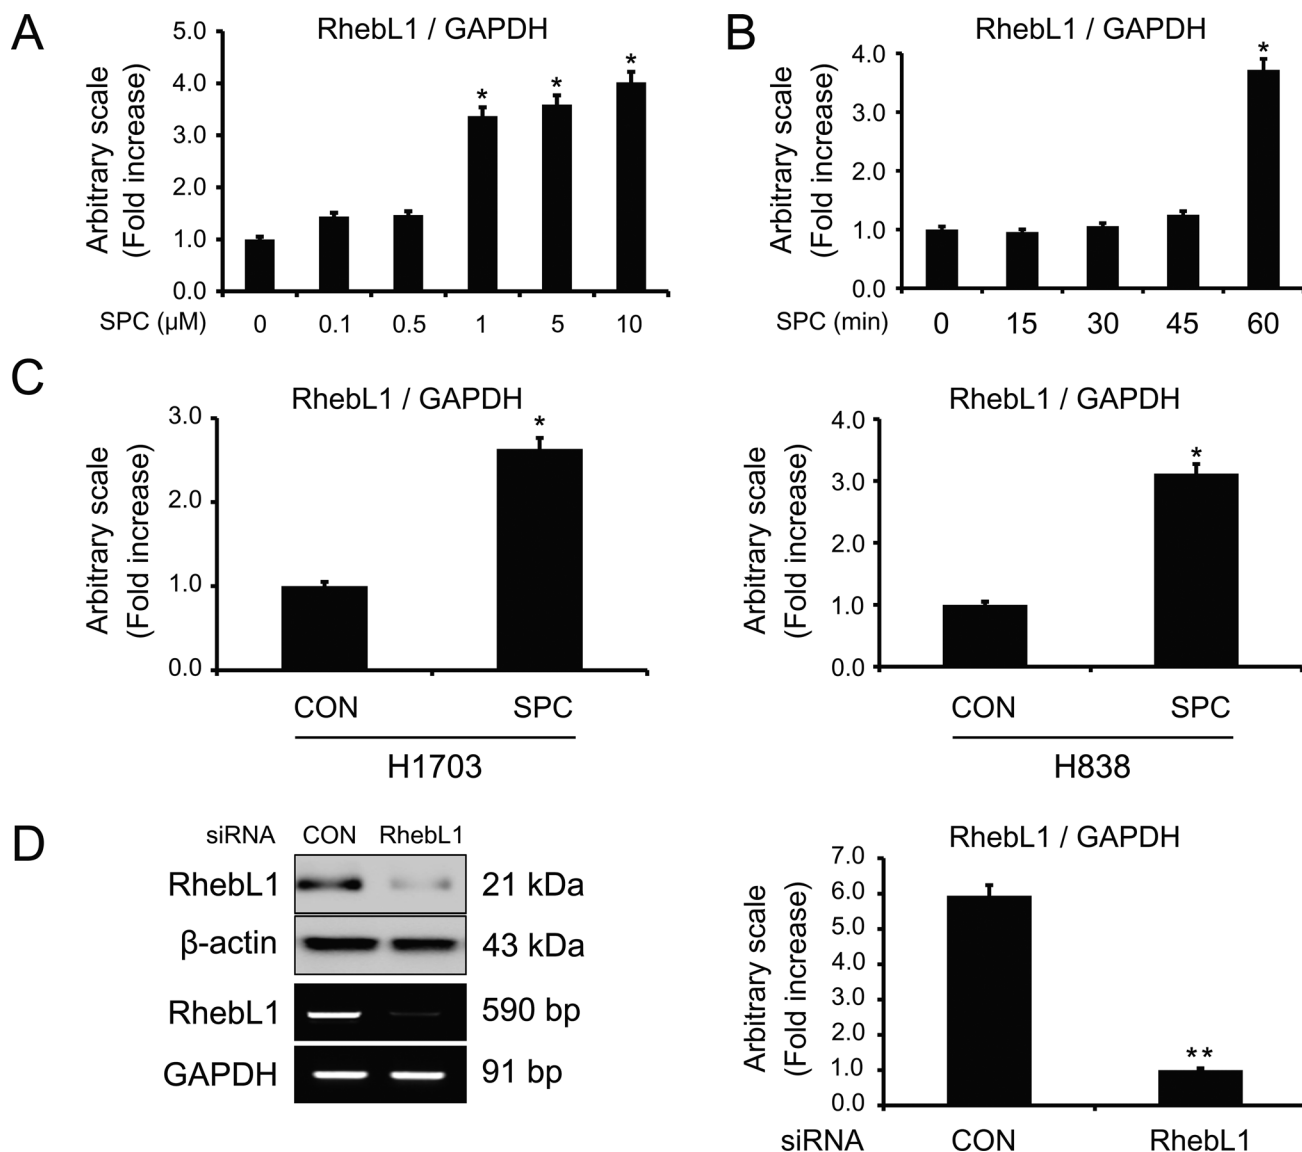 A
RhebL1 / GAPDH
Arbitrary scale
(Fold increase)
5.0
4.0
3.0
2.0
1.0
0.0
* * *
SPC (μM) 0 0.1 0.5 1 5 10
B
RhebL1 / GAPDH
Arbitrary scale
(Fold increase)
4.0
3.0
2.0
1.0
0.0
*
SPC (min) 0 15 30 45 60
C
RhebL1 / GAPDH
Arbitrary scale
(Fold increase)
3.0
2.0
1.0
0.0
*
CON SPC
H1703
RhebL1 / GAPDH
Arbitrary scale
(Fold increase)
4.0
3.0
2.0
1.0
0.0
*
CON SPC
H838
D
siRNA CON RhebL1
RhebL1 21 kDa
β-actin 43 kDa
RhebL1 590 bp
GAPDH 91 bp
RhebL1 / GAPDH
Arbitrary scale
(Fold increase)
7.0
6.0
5.0
4.0
3.0
2.0
1.0
0.0
**
siRNA CON RhebL1